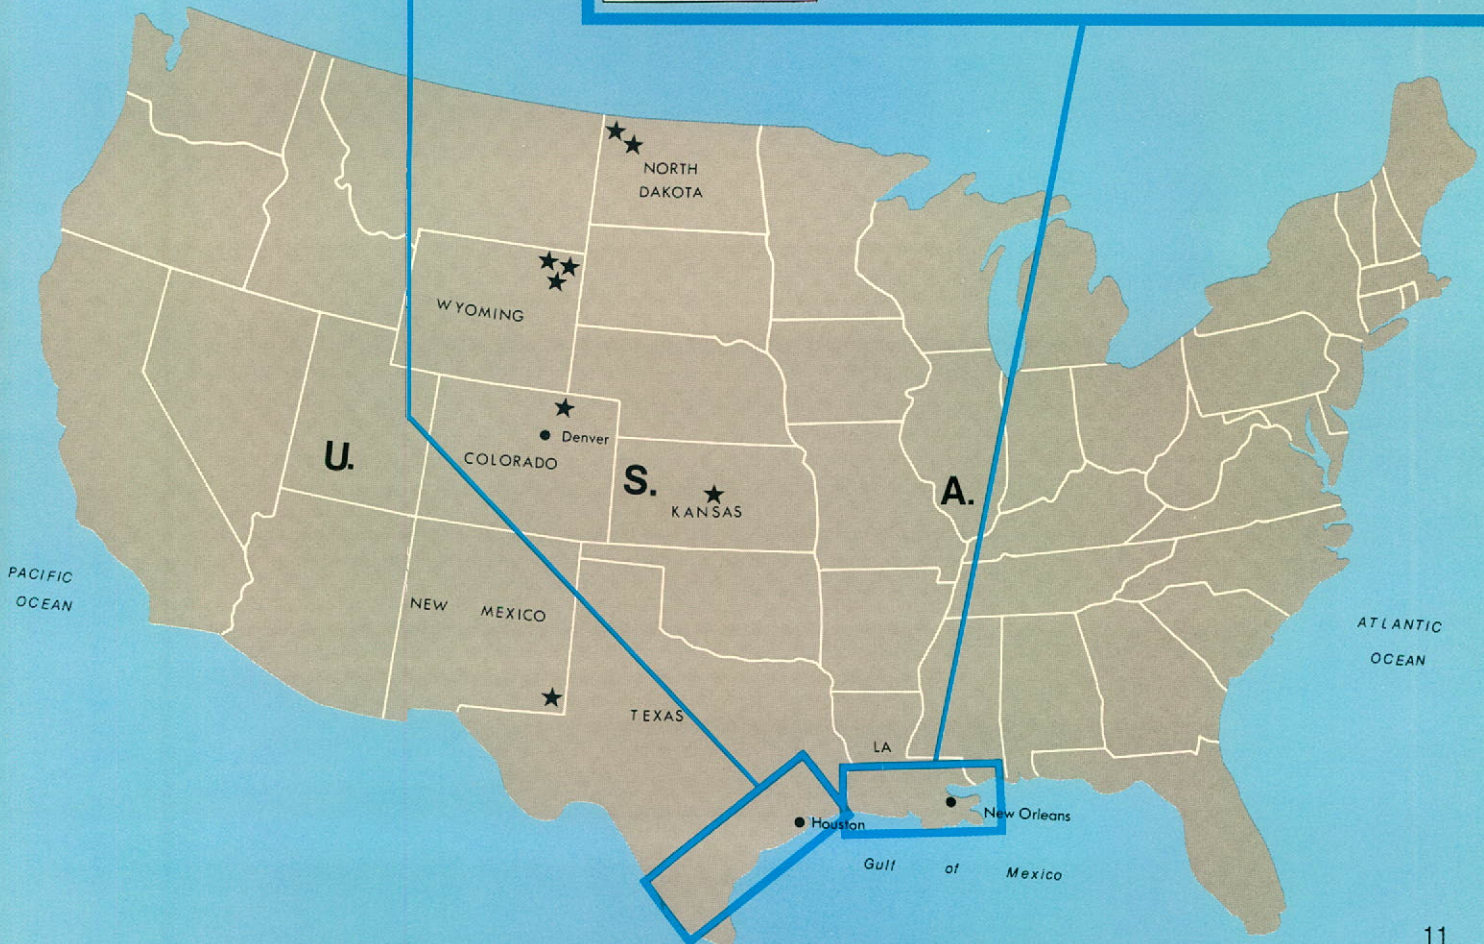 NORTH
DAKOTA
WYOMING
Denver
COLORADO
U.
S.
A.
KANSAS
PACIFIC
OCEAN
NEW MEXICO
ATLANTIC
OCEAN
TEXAS
LA
New Orleans
Houston
Gulf of Mexico
11